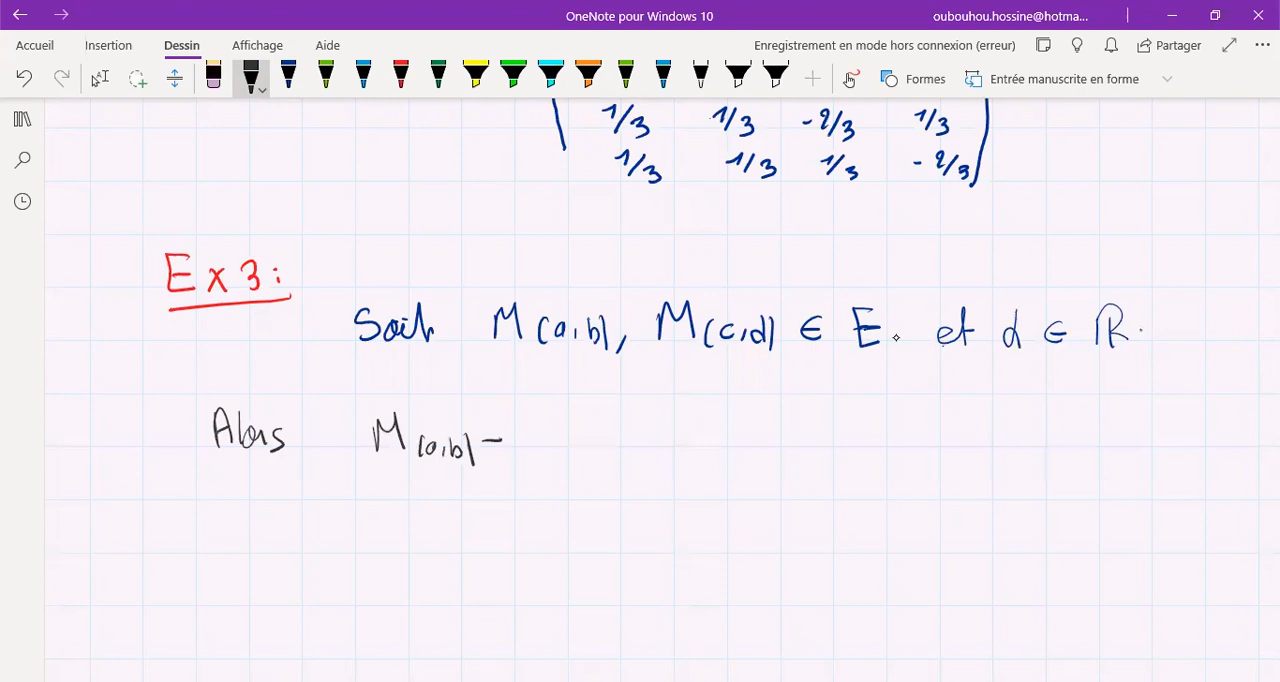 OneNote pour Windows 10
oubouhou.hossine@hotma...
Accueil Insertion Dessin Affichage Aide
Enregistrement en mode hors connexion (erreur) Partager
Formes Entrée manuscrite en forme
1/3 1/3 -2/3 1/3
1/3 1/3 1/3 -2/3
Ex 3:
Soit M(a,b), M(c,d) ∈ E. et α ∈ ℝ.
Alors M(a,b) -